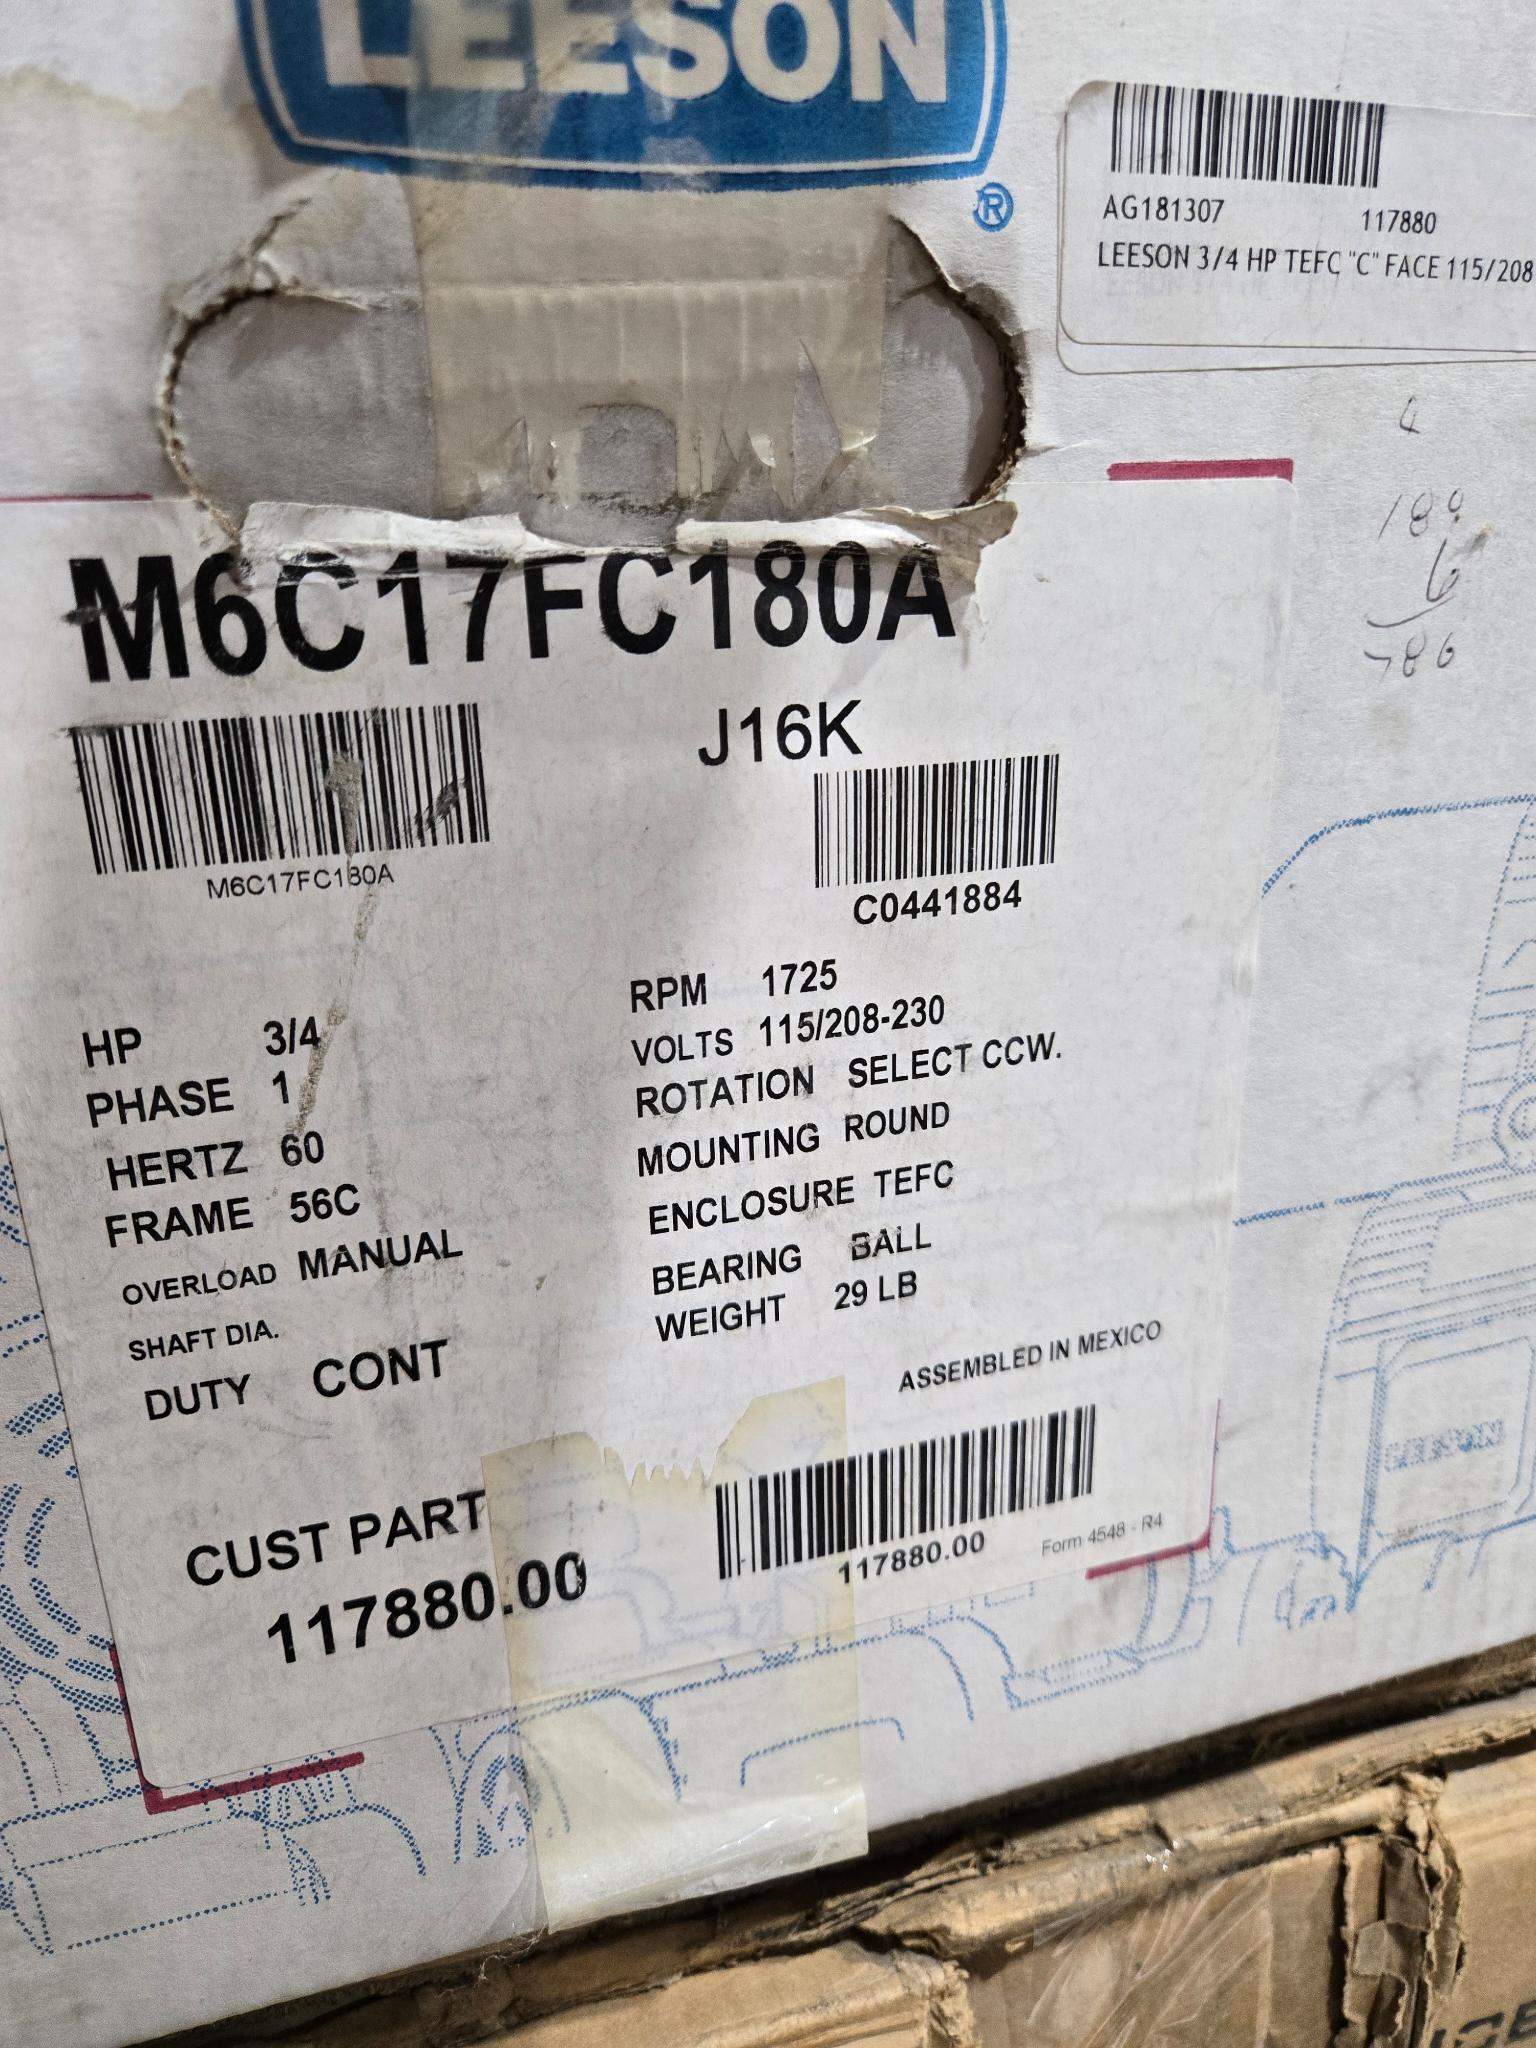 LEESON
®
AG181307 117880
LEESON 3/4 HP TEFC "C" FACE 115/208
M6C17FC180A
J16K
M6C17FC180A
C0441884
HP 3/4
PHASE 1
HERTZ 60
FRAME 56C
OVERLOAD MANUAL
SHAFT DIA.
DUTY CONT
RPM 1725
VOLTS 115/208-230
ROTATION SELECT CCW.
MOUNTING ROUND
ENCLOSURE TEFC
BEARING BALL
WEIGHT 29 LB
ASSEMBLED IN MEXICO
CUST PART
117880.00
117880.00
Form 4548 - R4
LEESON